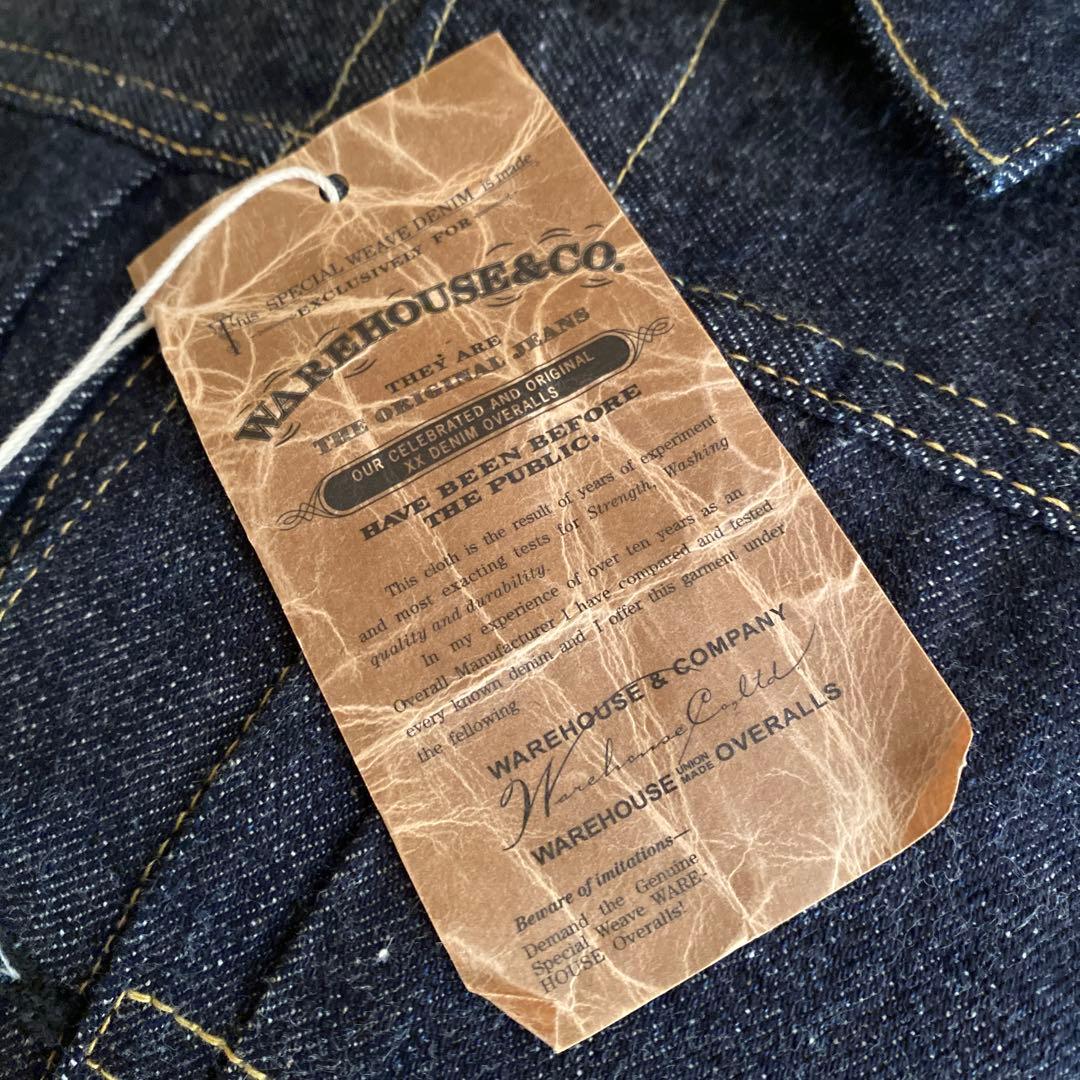 This SPECIAL WEAVE DENIM is made
EXCLUSIVELY FOR
WAREHOUSE&CO.
THEY ARE
THE ORIGINAL JEANS
OUR CELEBRATED AND ORIGINAL
XX DENIM OVERALLS
HAVE BEEN BEFORE
THE PUBLIC.
This cloth is the result of years of experiment
and most exacting tests for Strength, Washing
quality and durability.
In my experience of over ten years as an
Overall Manufacturer I have compared and tested
every known denim and I offer this garment under
the fellowing
WAREHOUSE & COMPANY
Warehouse Co,ltd
WAREHOUSE UNION MADE OVERALLS
Beware of imitations—
Demand the Genuine
Special Weave WARE-
HOUSE Overalls!